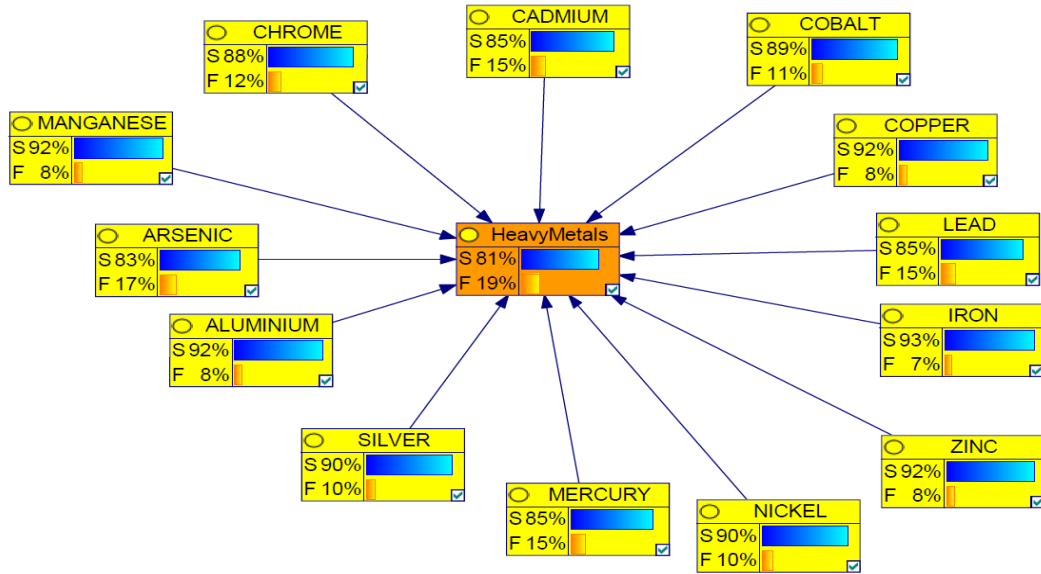 CHROME
S 88%
F 12%
CADMIUM
S 85%
F 15%
COBALT
S 89%
F 11%
MANGANESE
S 92%
F 8%
COPPER
S 92%
F 8%
ARSENIC
S 83%
F 17%
HeavyMetals
S 81%
F 19%
LEAD
S 85%
F 15%
ALUMINIUM
S 92%
F 8%
IRON
S 93%
F 7%
SILVER
S 90%
F 10%
MERCURY
S 85%
F 15%
NICKEL
S 90%
F 10%
ZINC
S 92%
F 8%